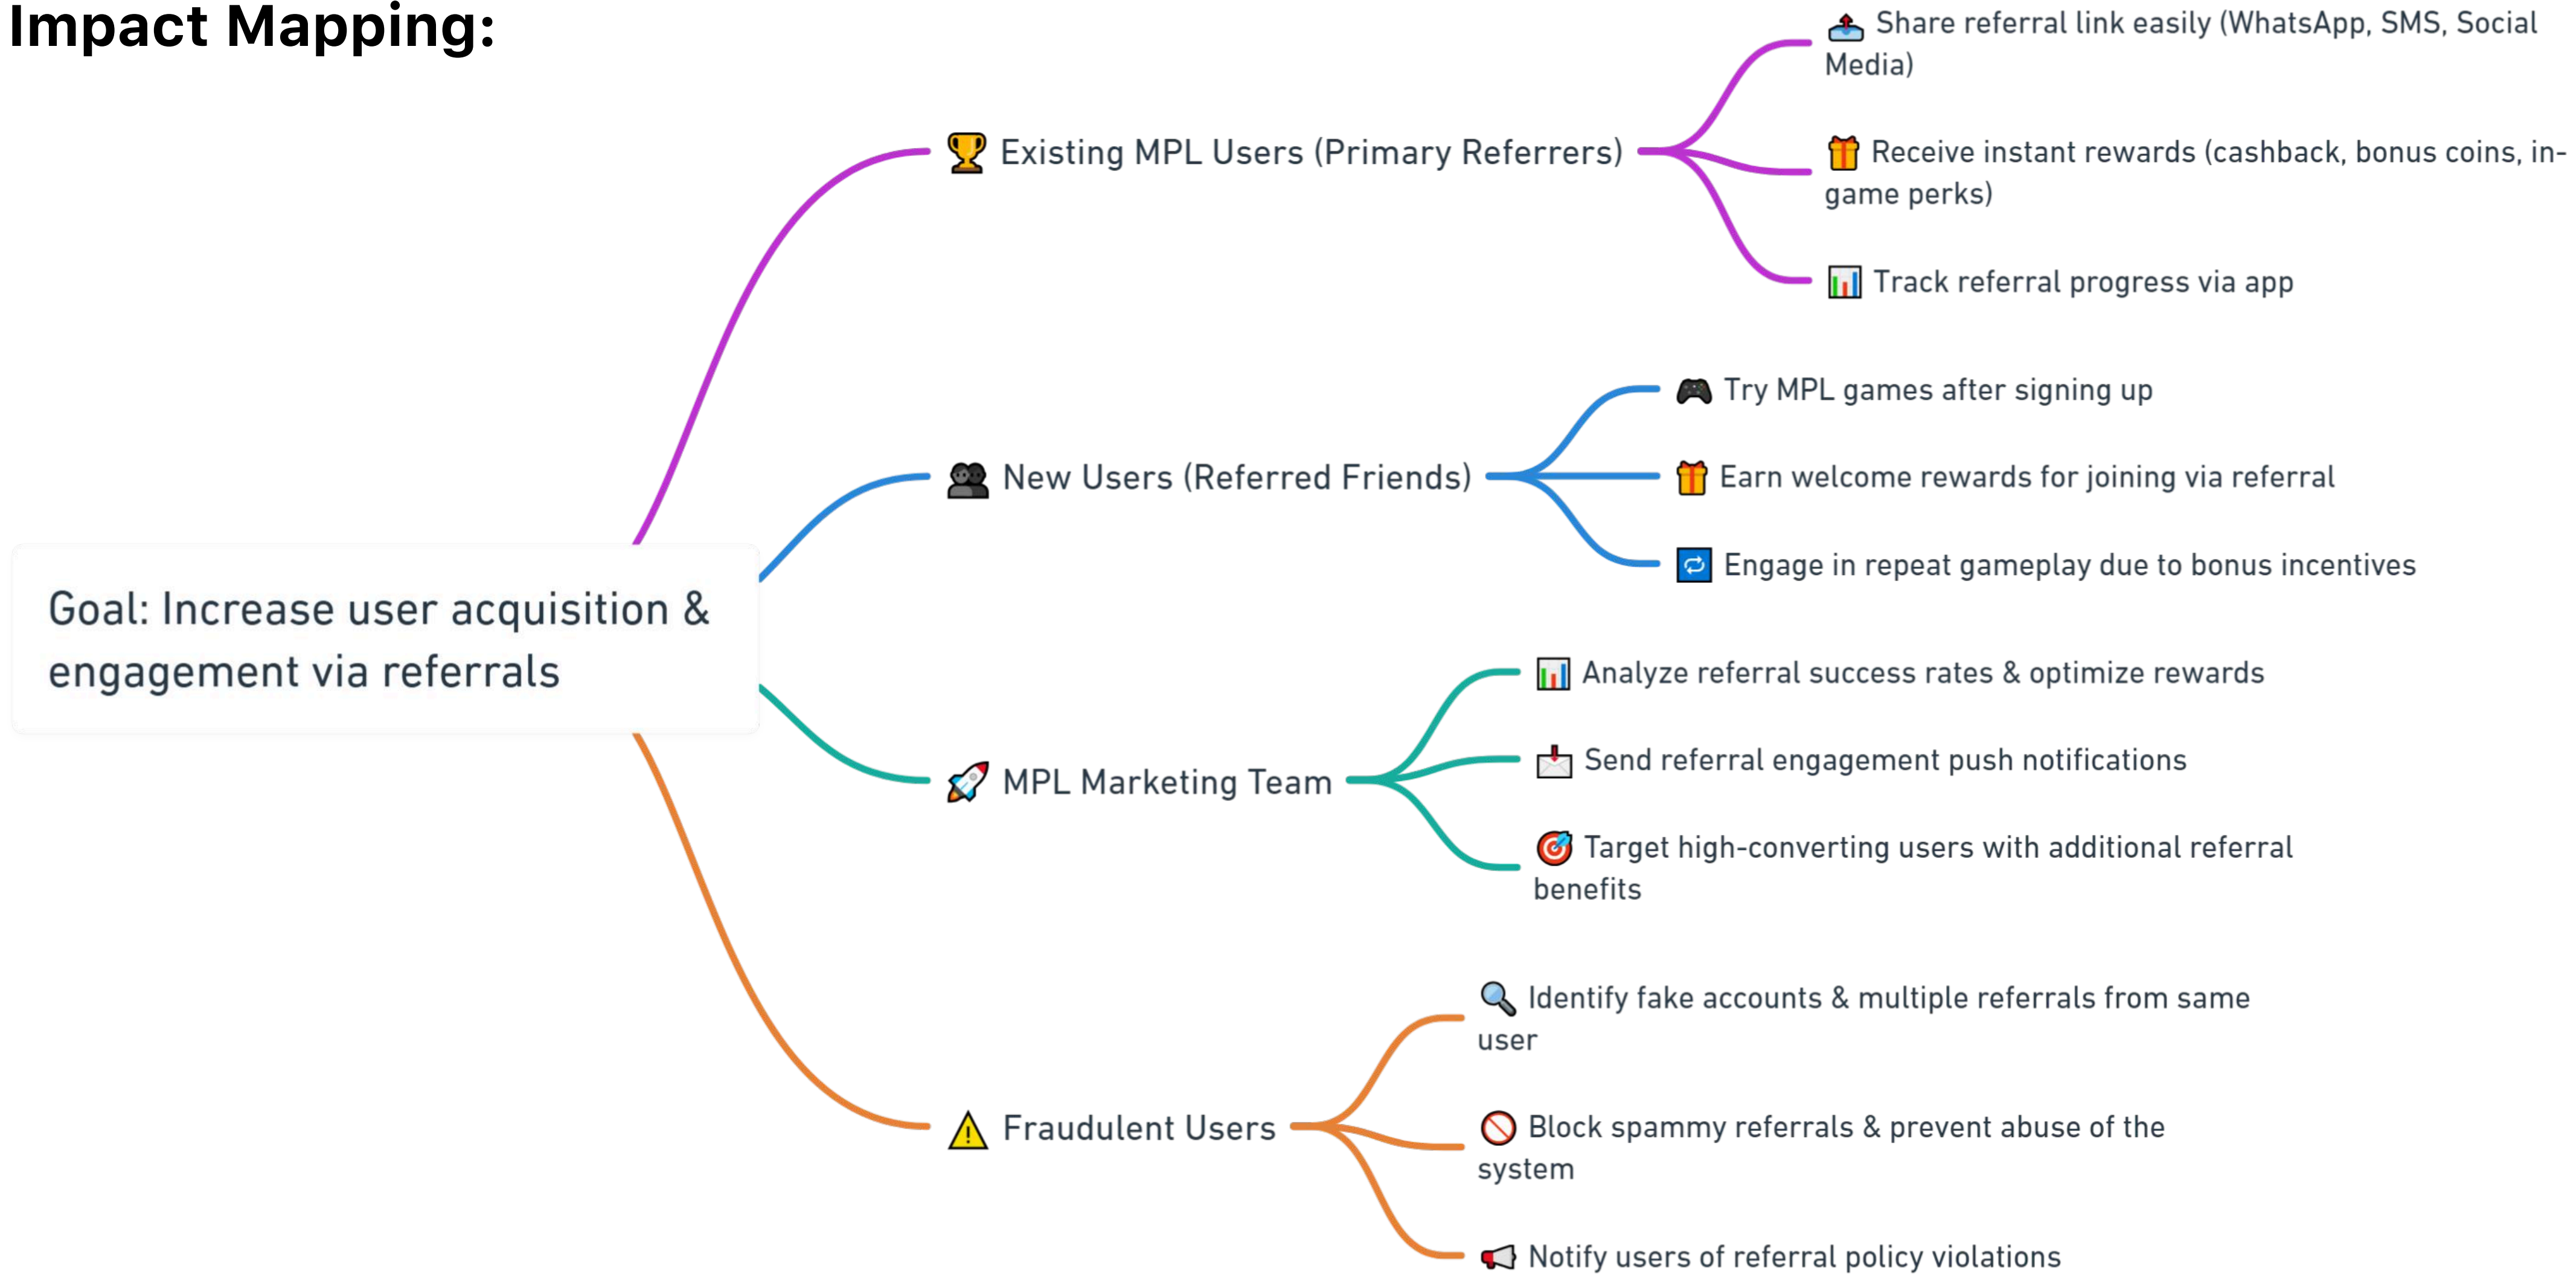 Impact Mapping:
Share referral link easily (WhatsApp, SMS, Social
Media)
Existing MPL Users (Primary Referrers)
Receive instant rewards (cashback, bonus coins, in-
game perks)
Track referral progress via app
New Users (Referred Friends)
Try MPL games after signing up
Earn welcome rewards for joining via referral
Engage in repeat gameplay due to bonus incentives
Goal: Increase user acquisition &
engagement via referrals
MPL Marketing Team
Analyze referral success rates & optimize rewards
Send referral engagement push notifications
Target high-converting users with additional referral
benefits
Fraudulent Users
Identify fake accounts & multiple referrals from same
user
Block spammy referrals & prevent abuse of the
system
Notify users of referral policy violations